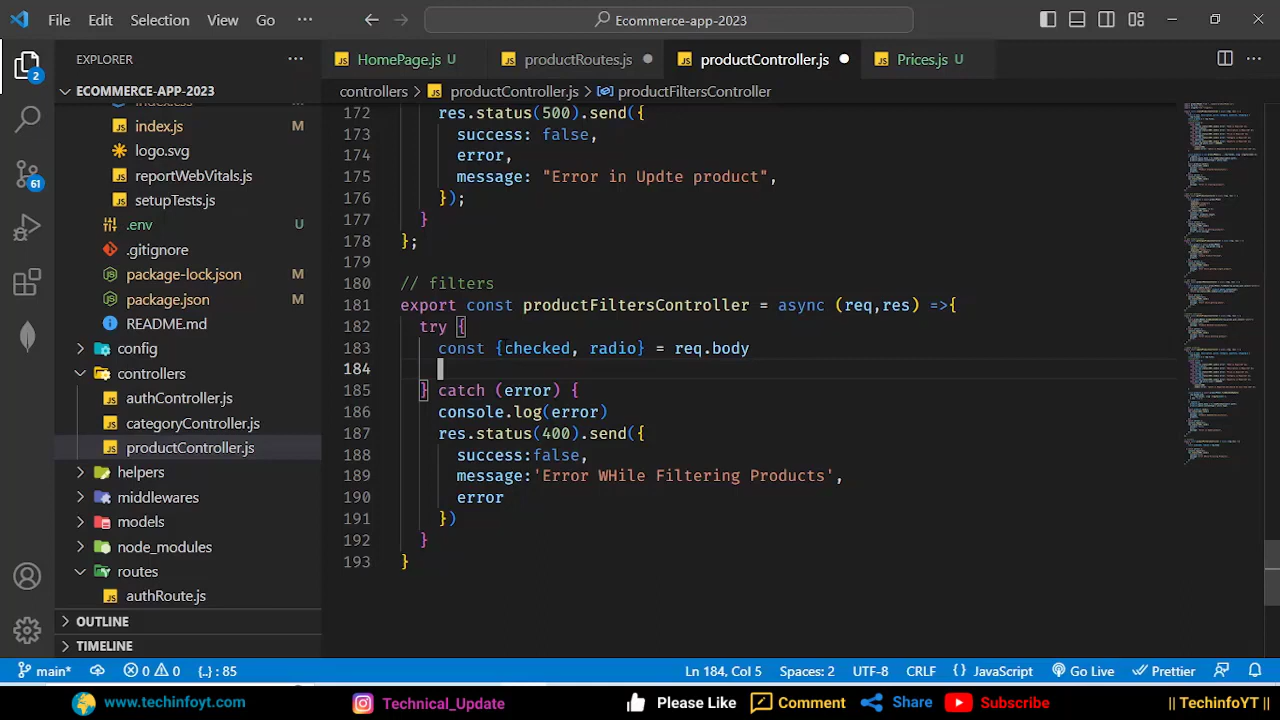 File Edit Selection View Go ··· Ecommerce-app-2023
EXPLORER ···
HomePage.js U productRoutes.js productController.js Prices.js U
ECOMMERCE-APP-2023
controllers > productController.js > productFiltersController
index.js M
logo.svg
reportWebVitals.js
setupTests.js
.env U
.gitignore
package-lock.json M
package.json M
README.md
config
controllers
authController.js
categoryController.js
productController.js
helpers
middlewares
models
node_modules
routes
authRoute.js
OUTLINE
TIMELINE
2
61
172 res.status(500).send({
173 success: false,
174 error,
175 message: "Error in Updte product",
176 });
177 }
178 };
179
180 // filters
181 export const productFiltersController = async (req,res) =>{
182 try {
183 const {checked, radio} = req.body
184
185 } catch (error) {
186 console.log(error)
187 res.status(400).send({
188 success:false,
189 message:'Error WHile Filtering Products',
190 error
191 })
192 }
193 }
main* 0 0 {..} : 85 Ln 184, Col 5 Spaces: 2 UTF-8 CRLF {} JavaScript Go Live Prettier
www.techinfoyt.com Technical_Update Please Like Comment Share Subscribe || TechinfoYT ||